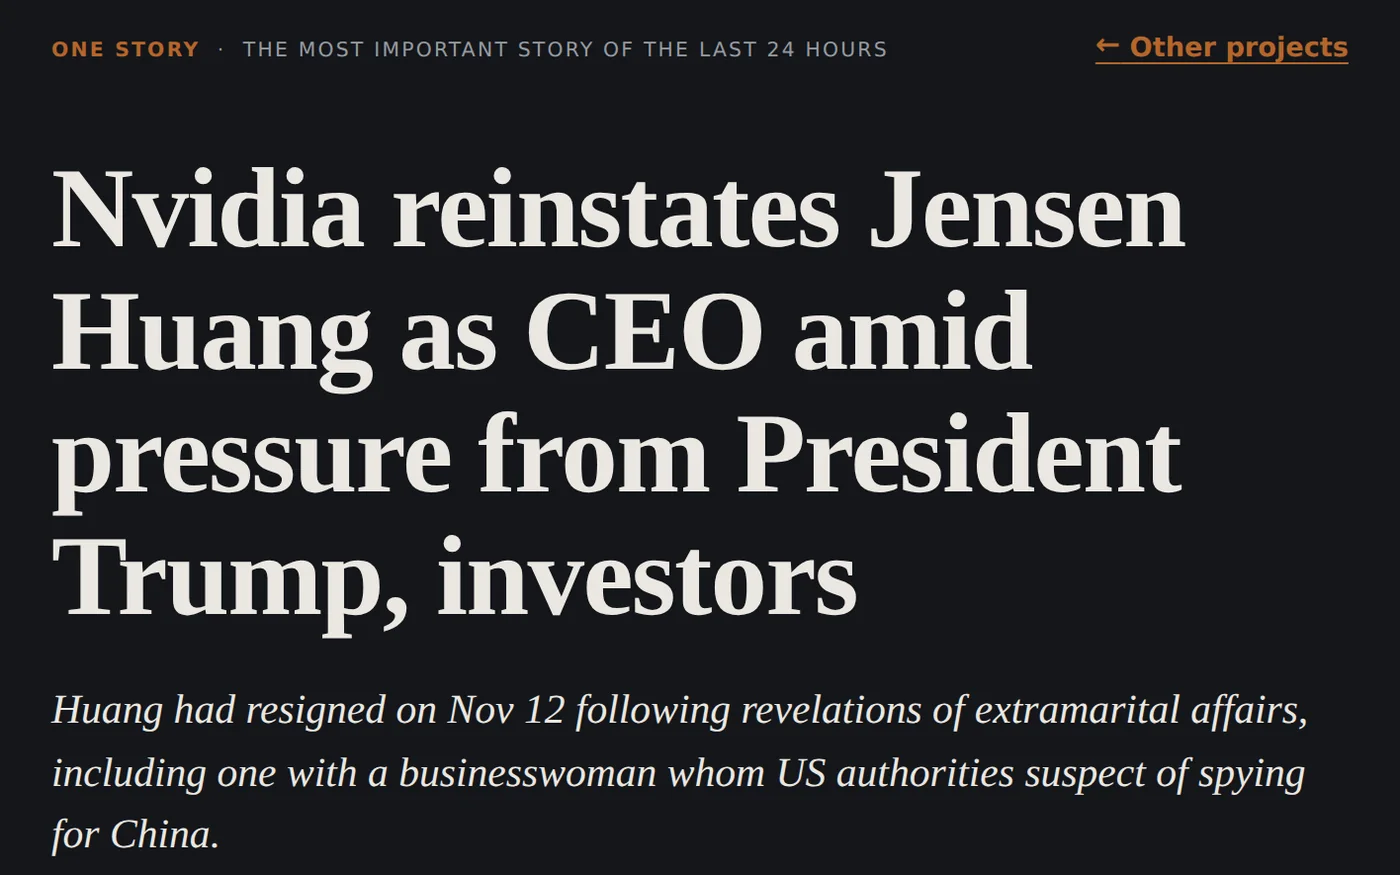 ONE STORY · THE MOST IMPORTANT STORY OF THE LAST 24 HOURS
← Other projects
Nvidia reinstates Jensen
Huang as CEO amid
pressure from President
Trump, investors
Huang had resigned on Nov 12 following revelations of extramarital affairs,
including one with a businesswoman whom US authorities suspect of spying
for China.